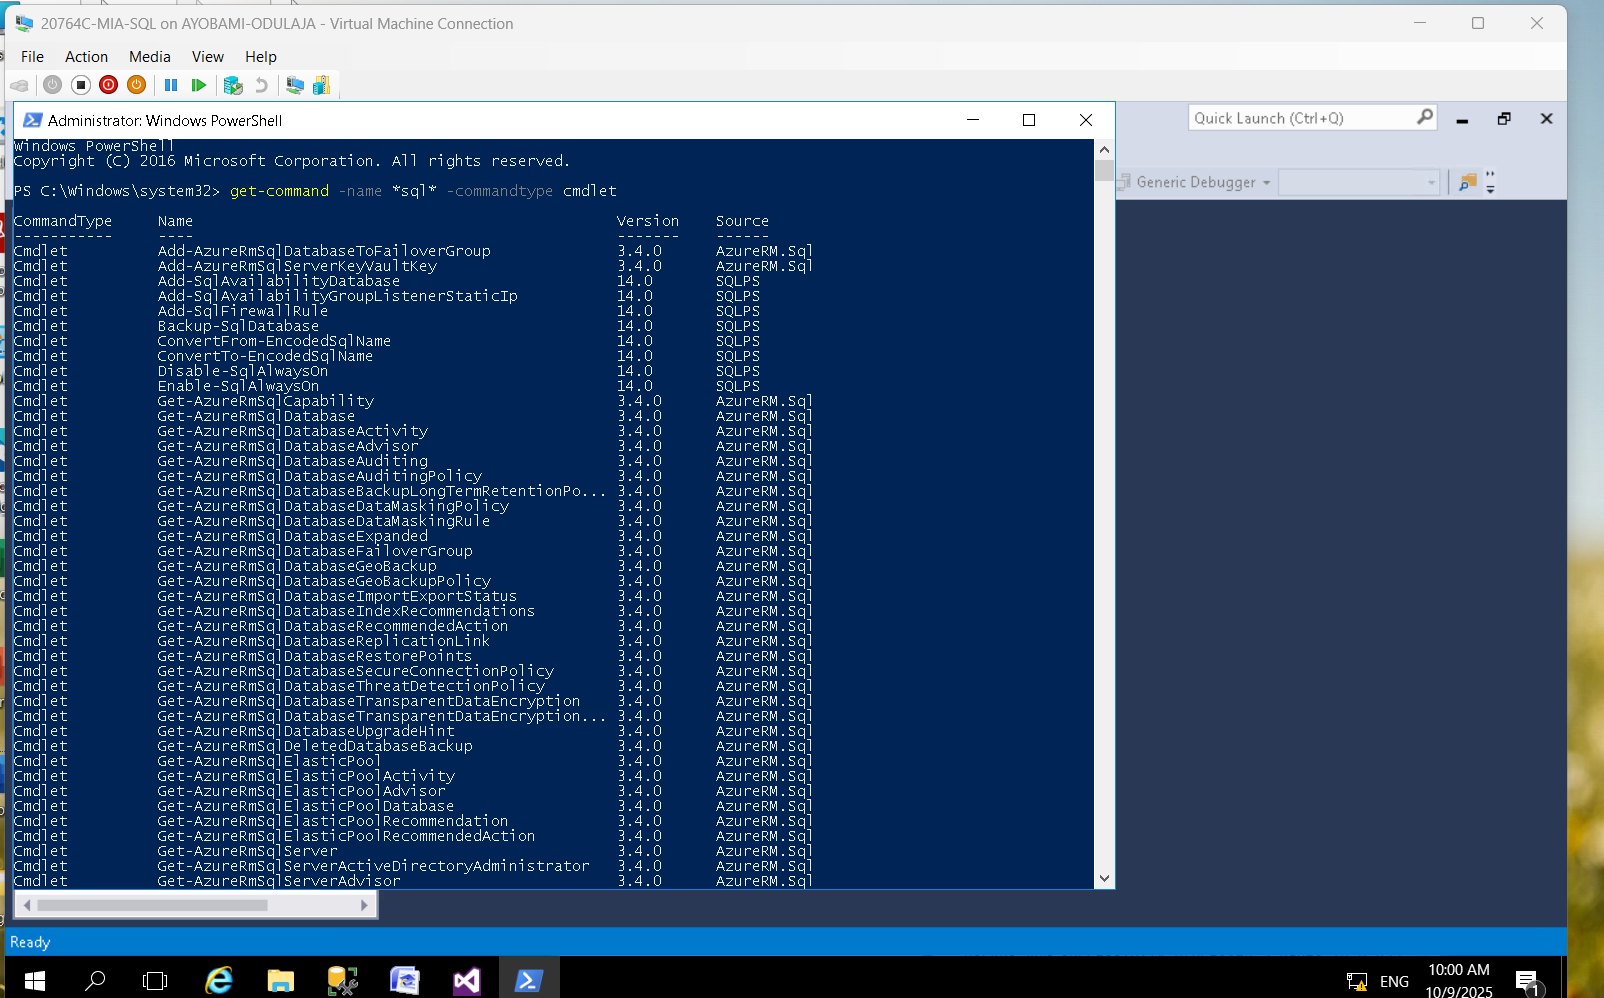 20764C-MIA-SQL on AYOBAMI-ODULAJA - Virtual Machine Connection
File Action Media View Help
Administrator: Windows PowerShell
Quick Launch (Ctrl+Q)
Generic Debugger
Windows PowerShell
Copyright (C) 2016 Microsoft Corporation. All rights reserved.
PS C:\Windows\system32> get-command -name *sql* -commandtype cmdlet
CommandType Name Version Source
----------- ---- ------- ------
Cmdlet Add-AzureRmSqlDatabaseToFailoverGroup 3.4.0 AzureRM.Sql
Cmdlet Add-AzureRmSqlServerKeyVaultKey 3.4.0 AzureRM.Sql
Cmdlet Add-SqlAvailabilityDatabase 14.0 SQLPS
Cmdlet Add-SqlAvailabilityGroupListenerStaticIp 14.0 SQLPS
Cmdlet Add-SqlFirewallRule 14.0 SQLPS
Cmdlet Backup-SqlDatabase 14.0 SQLPS
Cmdlet ConvertFrom-EncodedSqlName 14.0 SQLPS
Cmdlet ConvertTo-EncodedSqlName 14.0 SQLPS
Cmdlet Disable-SqlAlwaysOn 14.0 SQLPS
Cmdlet Enable-SqlAlwaysOn 14.0 SQLPS
Cmdlet Get-AzureRmSqlCapability 3.4.0 AzureRM.Sql
Cmdlet Get-AzureRmSqlDatabase 3.4.0 AzureRM.Sql
Cmdlet Get-AzureRmSqlDatabaseActivity 3.4.0 AzureRM.Sql
Cmdlet Get-AzureRmSqlDatabaseAdvisor 3.4.0 AzureRM.Sql
Cmdlet Get-AzureRmSqlDatabaseAuditing 3.4.0 AzureRM.Sql
Cmdlet Get-AzureRmSqlDatabaseAuditingPolicy 3.4.0 AzureRM.Sql
Cmdlet Get-AzureRmSqlDatabaseBackupLongTermRetentionPo... 3.4.0 AzureRM.Sql
Cmdlet Get-AzureRmSqlDatabaseDataMaskingPolicy 3.4.0 AzureRM.Sql
Cmdlet Get-AzureRmSqlDatabaseDataMaskingRule 3.4.0 AzureRM.Sql
Cmdlet Get-AzureRmSqlDatabaseExpanded 3.4.0 AzureRM.Sql
Cmdlet Get-AzureRmSqlDatabaseFailoverGroup 3.4.0 AzureRM.Sql
Cmdlet Get-AzureRmSqlDatabaseGeoBackup 3.4.0 AzureRM.Sql
Cmdlet Get-AzureRmSqlDatabaseGeoBackupPolicy 3.4.0 AzureRM.Sql
Cmdlet Get-AzureRmSqlDatabaseImportExportStatus 3.4.0 AzureRM.Sql
Cmdlet Get-AzureRmSqlDatabaseIndexRecommendations 3.4.0 AzureRM.Sql
Cmdlet Get-AzureRmSqlDatabaseRecommendedAction 3.4.0 AzureRM.Sql
Cmdlet Get-AzureRmSqlDatabaseReplicationLink 3.4.0 AzureRM.Sql
Cmdlet Get-AzureRmSqlDatabaseRestorePoints 3.4.0 AzureRM.Sql
Cmdlet Get-AzureRmSqlDatabaseSecureConnectionPolicy 3.4.0 AzureRM.Sql
Cmdlet Get-AzureRmSqlDatabaseThreatDetectionPolicy 3.4.0 AzureRM.Sql
Cmdlet Get-AzureRmSqlDatabaseTransparentDataEncryption 3.4.0 AzureRM.Sql
Cmdlet Get-AzureRmSqlDatabaseTransparentDataEncryption... 3.4.0 AzureRM.Sql
Cmdlet Get-AzureRmSqlDatabaseUpgradeHint 3.4.0 AzureRM.Sql
Cmdlet Get-AzureRmSqlDeletedDatabaseBackup 3.4.0 AzureRM.Sql
Cmdlet Get-AzureRmSqlElasticPool 3.4.0 AzureRM.Sql
Cmdlet Get-AzureRmSqlElasticPoolActivity 3.4.0 AzureRM.Sql
Cmdlet Get-AzureRmSqlElasticPoolAdvisor 3.4.0 AzureRM.Sql
Cmdlet Get-AzureRmSqlElasticPoolDatabase 3.4.0 AzureRM.Sql
Cmdlet Get-AzureRmSqlElasticPoolRecommendation 3.4.0 AzureRM.Sql
Cmdlet Get-AzureRmSqlElasticPoolRecommendedAction 3.4.0 AzureRM.Sql
Cmdlet Get-AzureRmSqlServer 3.4.0 AzureRM.Sql
Cmdlet Get-AzureRmSqlServerActiveDirectoryAdministrator 3.4.0 AzureRM.Sql
Cmdlet Get-AzureRmSqlServerAdvisor 3.4.0 AzureRM.Sql
Ready
ENG
10:00 AM
10/9/2025
1